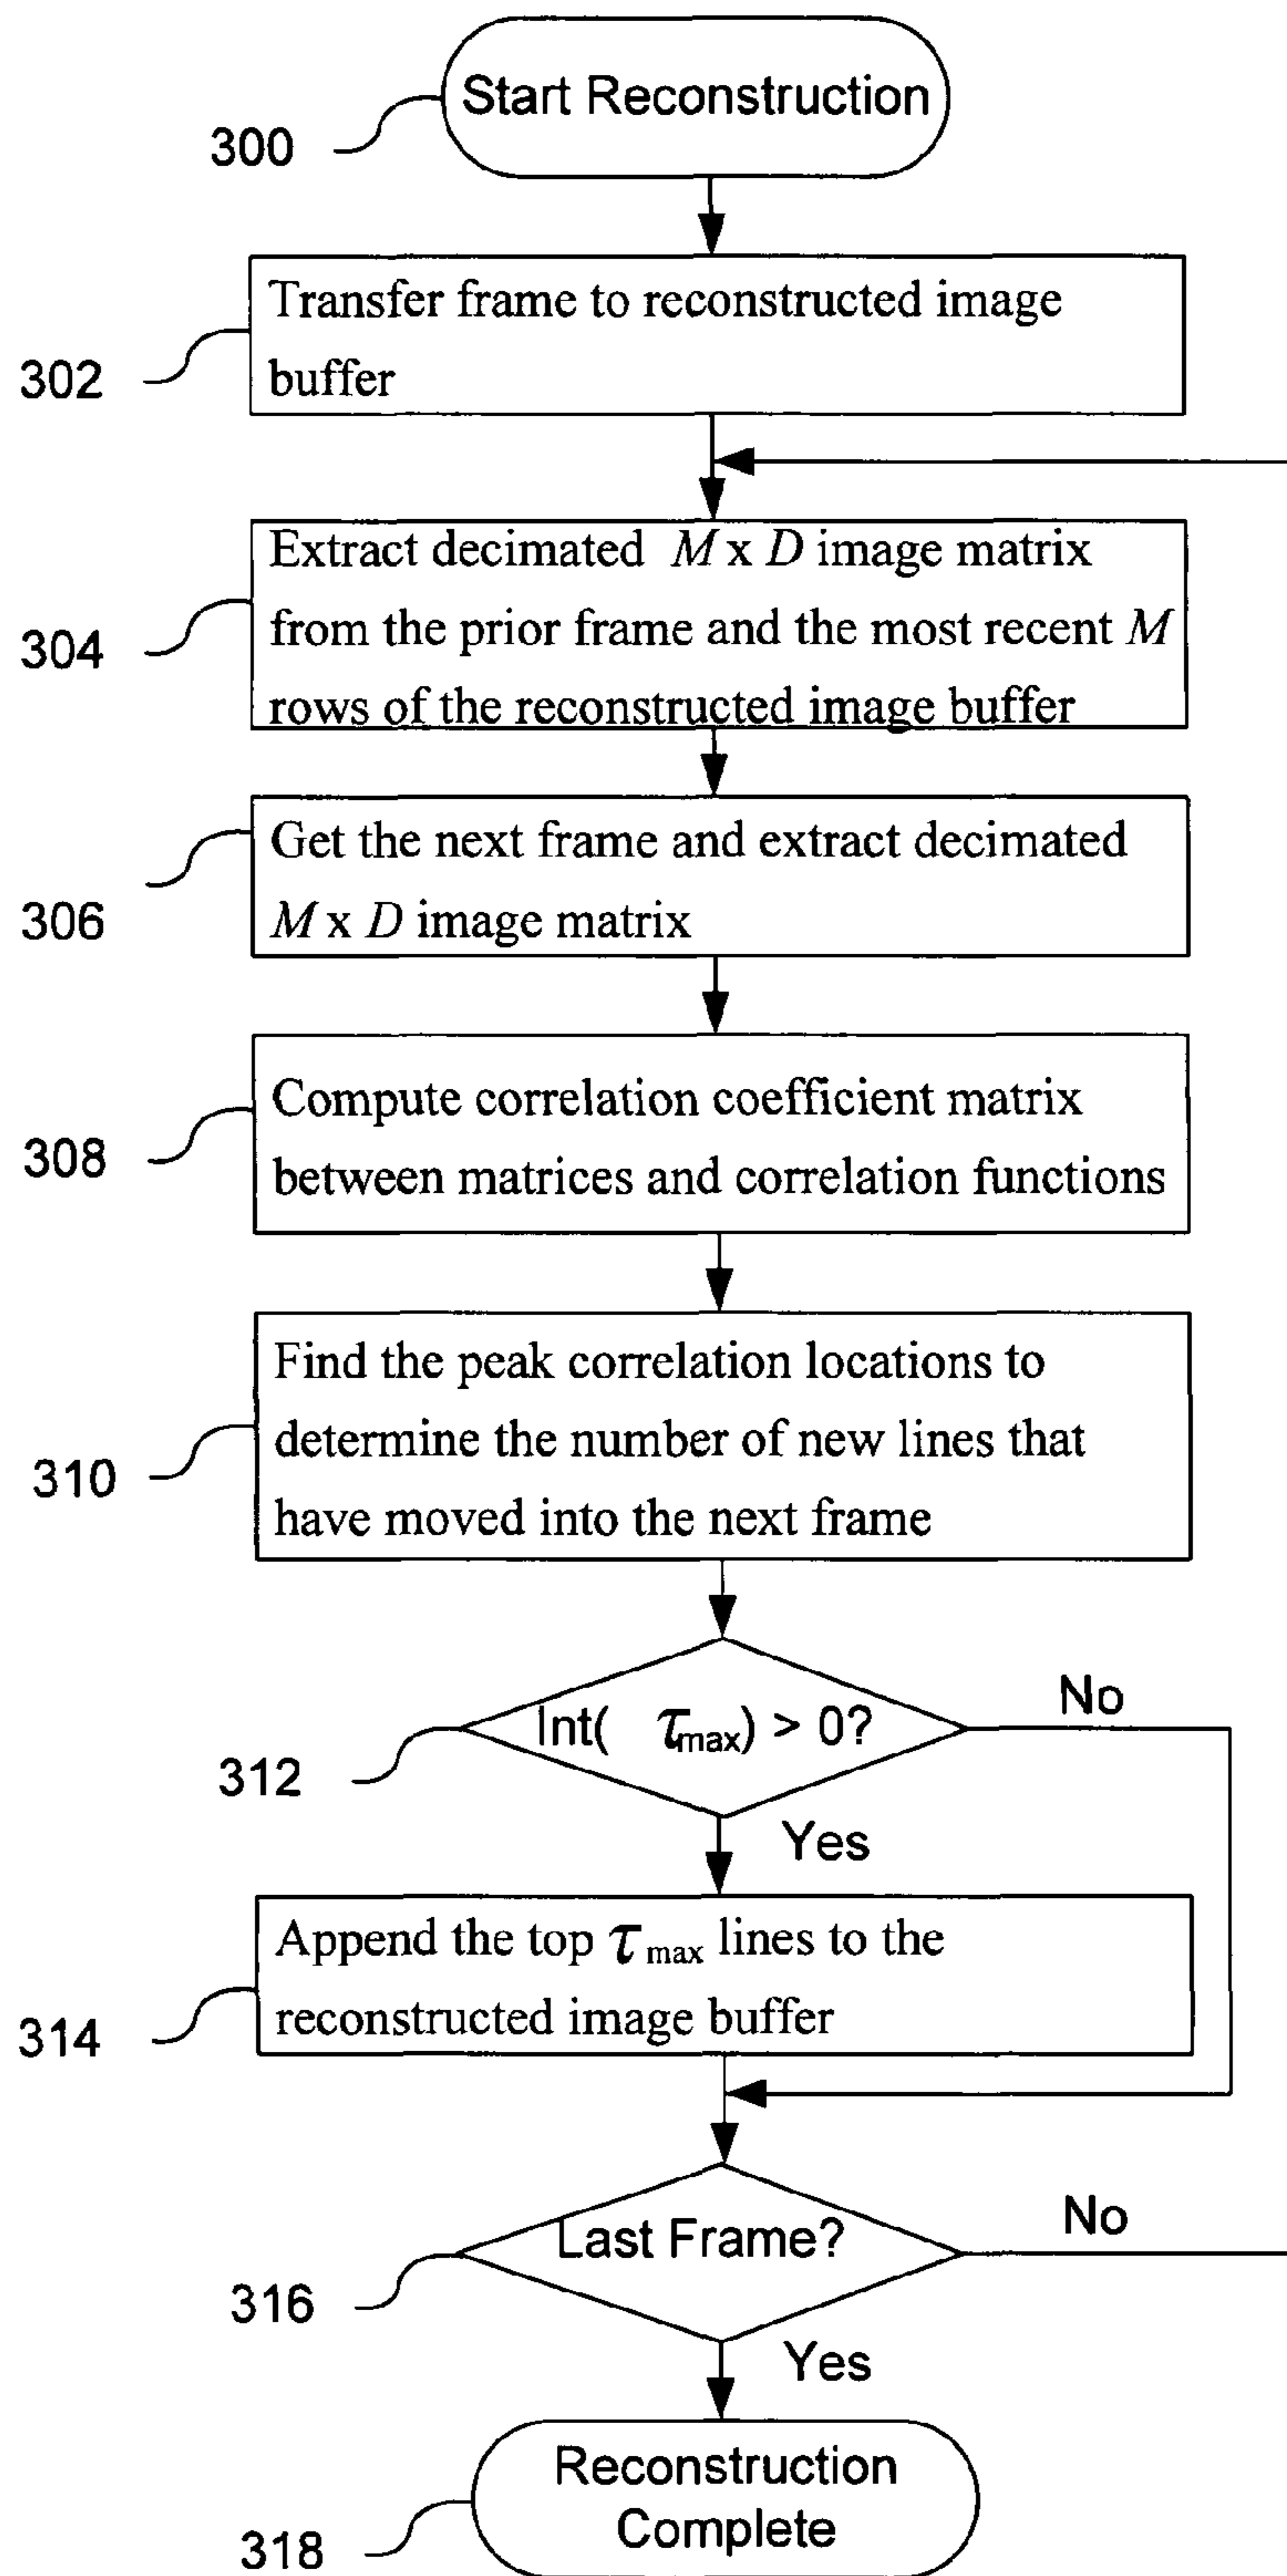 Start Reconstruction
300
Transfer frame to reconstructed image
buffer
302
Extract decimated M x D image matrix
from the prior frame and the most recent M
rows of the reconstructed image buffer
304
Get the next frame and extract decimated
M x D image matrix
306
Compute correlation coefficient matrix
between matrices and correlation functions
308
Find the peak correlation locations to
determine the number of new lines that
have moved into the next frame
310
Int( τmax) > 0?
No
312
Yes
Append the top τ max lines to the
reconstructed image buffer
314
Last Frame?
No
316
Yes
Reconstruction
Complete
318